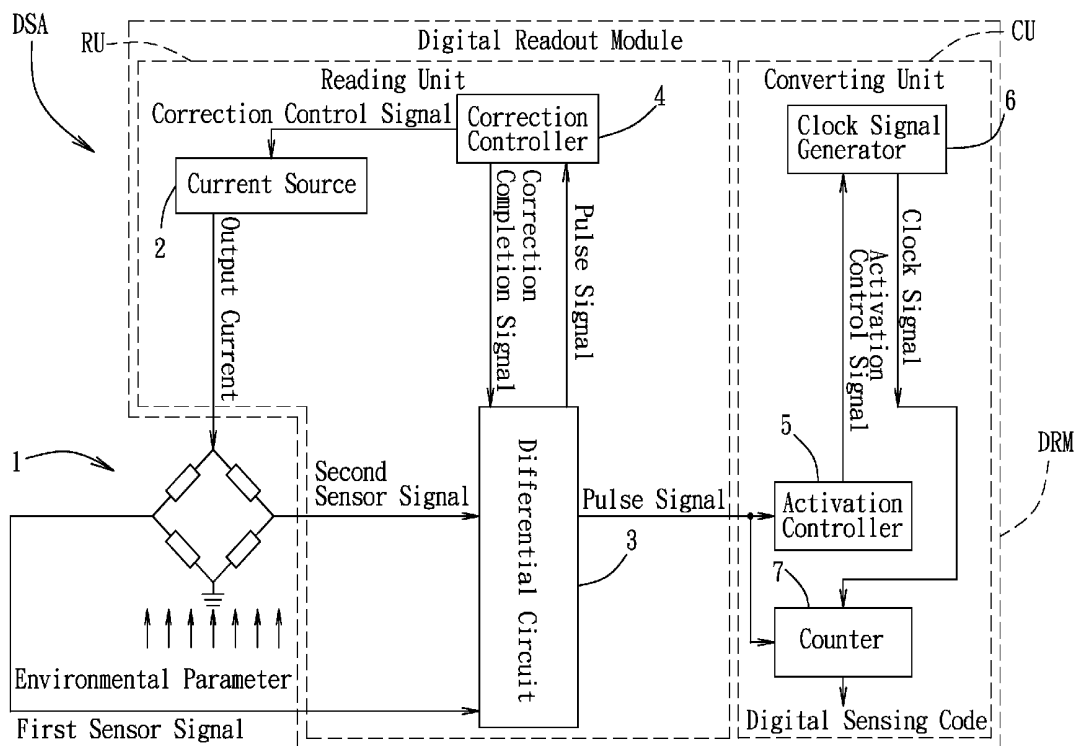 DSA
RU
Digital Readout Module
CU
Reading Unit
Converting Unit
Correction Control Signal
4
Correction
Controller
6
Clock Signal
Generator
Current Source
2
Output Current
Correction
Completion Signal
Pulse Signal
Activation
Control Signal
Clock Signal
1
Second
Sensor Signal
Differential Circuit
Pulse Signal
3
5
Activation
Controller
DRM
7
Counter
Environmental Parameter
First Sensor Signal
Digital Sensing Code